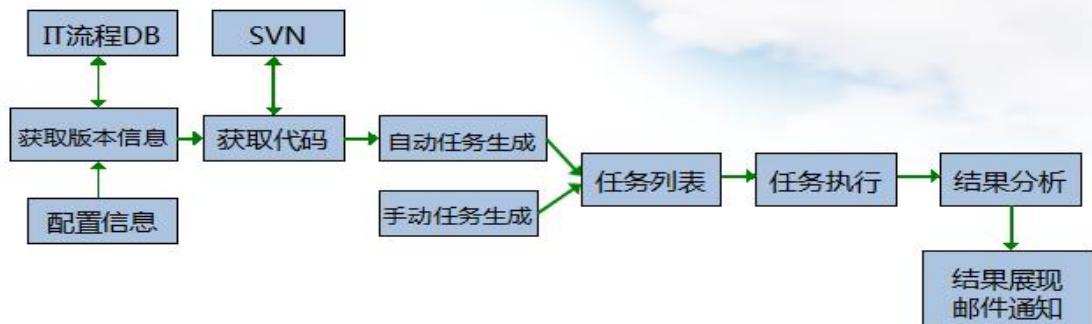 IT流程DB
SVN
获取版本信息
获取代码
自动任务生成
任务列表
任务执行
结果分析
配置信息
手动任务生成
结果展现
邮件通知